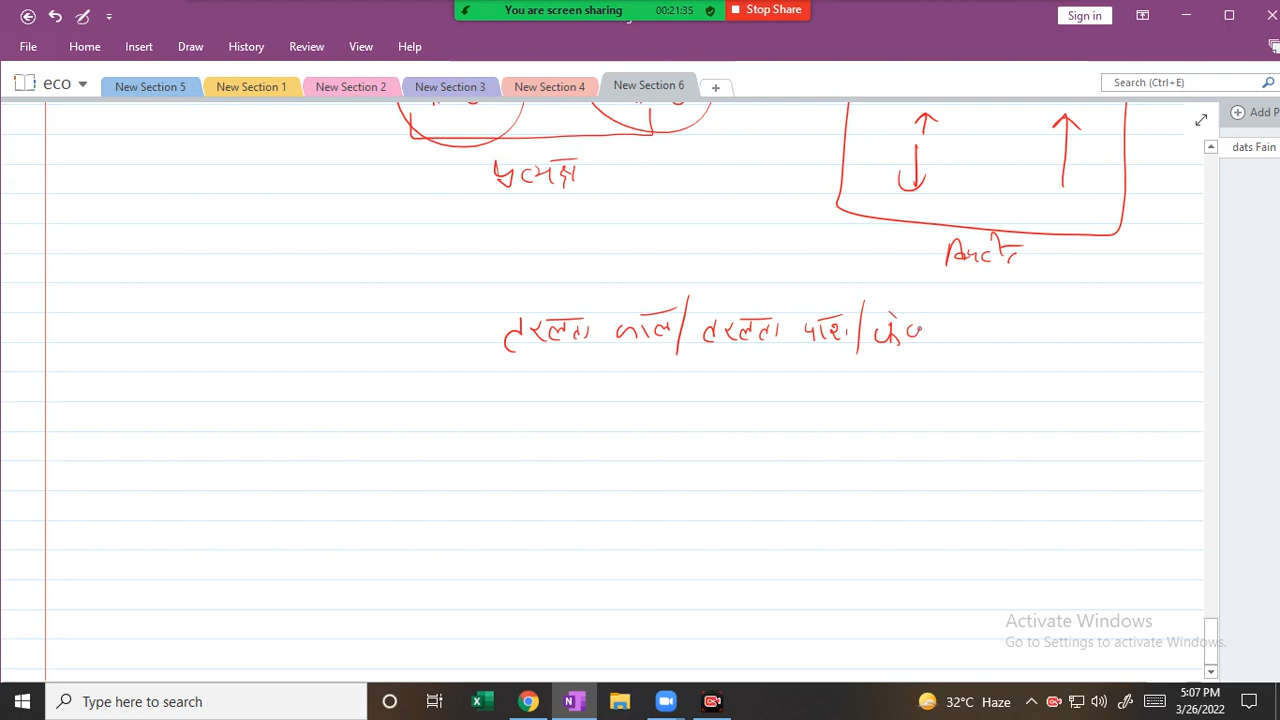 You are screen sharing 00:21:35 Stop Share
Sign in
File Home Insert Draw History Review View Help
eco New Section 5 New Section 1 New Section 2 New Section 3 New Section 4 New Section 6 Search (Ctrl+E)
Add P
dats Fain
प्रत्यक्ष
तरलता जाल/ तरलता पाश/
Activate Windows
Go to Settings to activate Windows.
Type here to search 32°C Haze 5:07 PM
3/26/2022